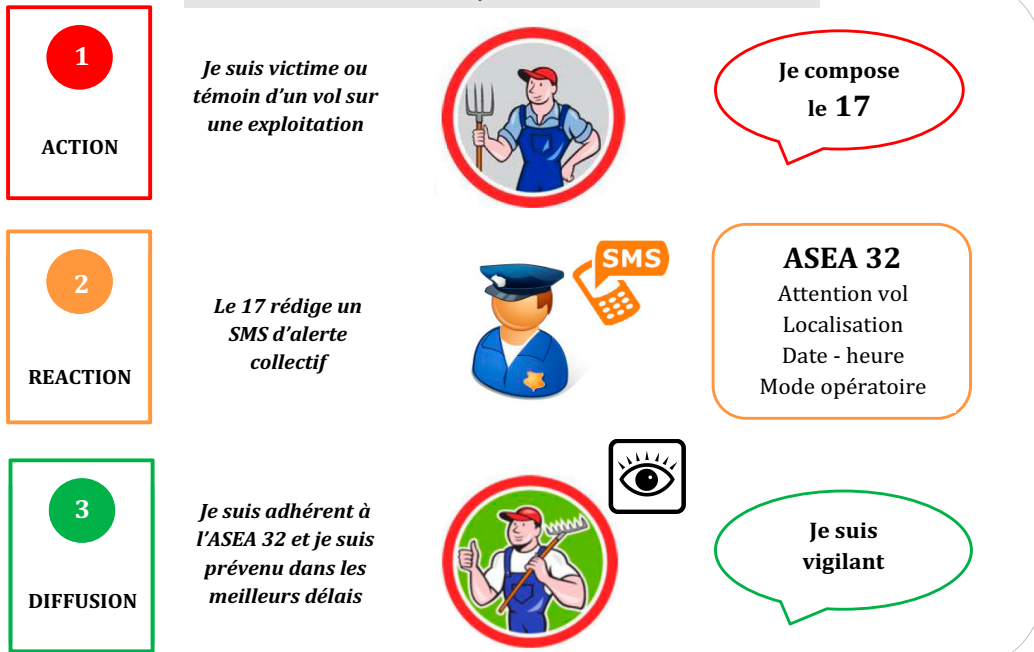 1
ACTION
Je suis victime ou
témoin d'un vol sur
une exploitation
Je compose
le 17
2
REACTION
Le 17 rédige un
SMS d'alerte
collectif
SMS
ASEA 32
Attention vol
Localisation
Date - heure
Mode opératoire
3
DIFFUSION
Je suis adhérent à
l'ASEA 32 et je suis
prévenu dans les
meilleurs délais
Je suis
vigilant